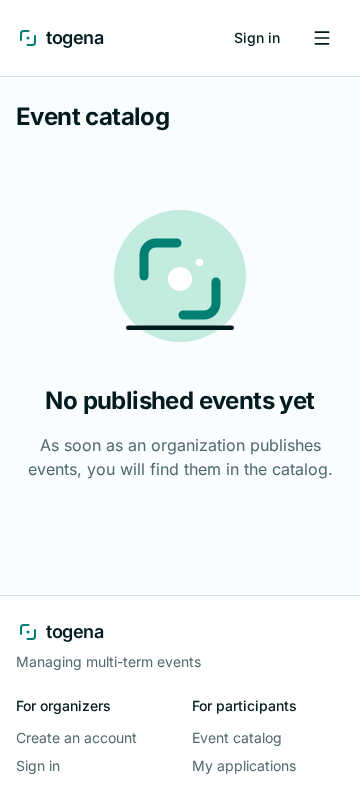 togena
Sign in
Event catalog
No published events yet
As soon as an organization publishes
events, you will find them in the catalog.
togena
Managing multi-term events
For organizers
Create an account
Sign in
For participants
Event catalog
My applications